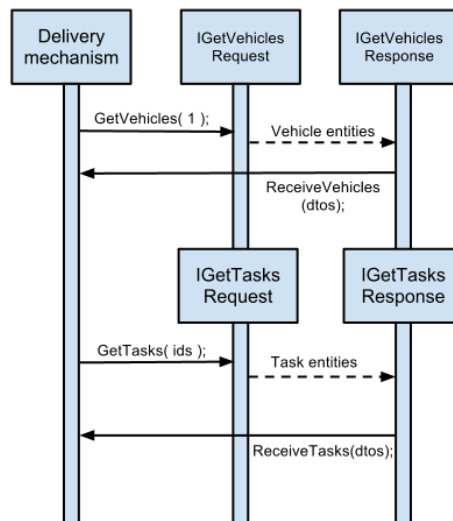 Delivery
mechanism
IGetVehicles
Request
IGetVehicles
Response
GetVehicles( 1 );
Vehicle entities
ReceiveVehicles
(dtos);
IGetTasks
Request
IGetTasks
Response
GetTasks( ids );
Task entities
ReceiveTasks(dtos);